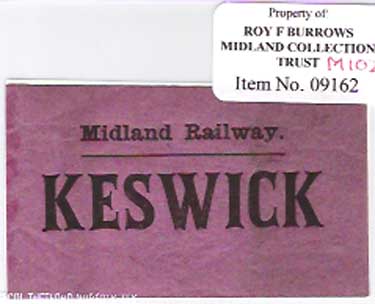 Property of:
ROY F BURROWS
MIDLAND COLLECTION
TRUST M102
Item No. 09162
Midland Railway.
KESWICK